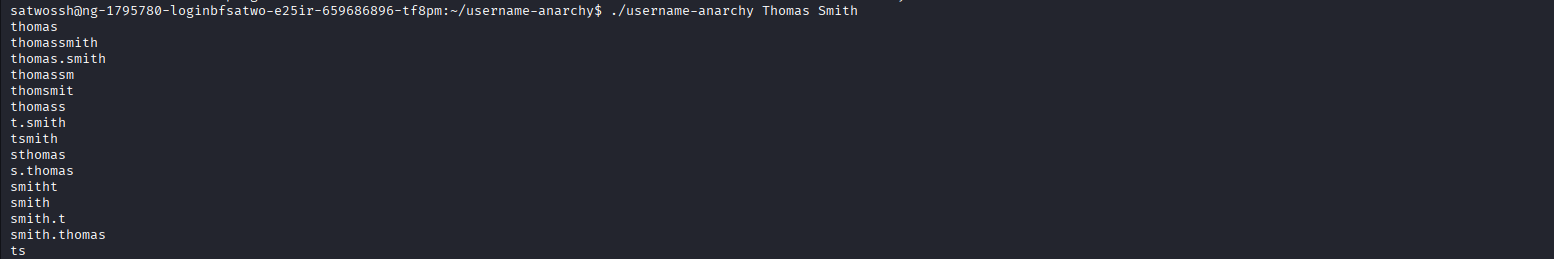 satwossh@ng-1795780-loginbfsatwo-e25ir-659686896-tf8pm:~/username-anarchy$ ./username-anarchy Thomas Smith
thomas
thomassmith
thomas.smith
thomassm
thomsmit
thomass
t.smith
tsmith
sthomas
s.thomas
smitht
smith
smith.t
smith.thomas
ts